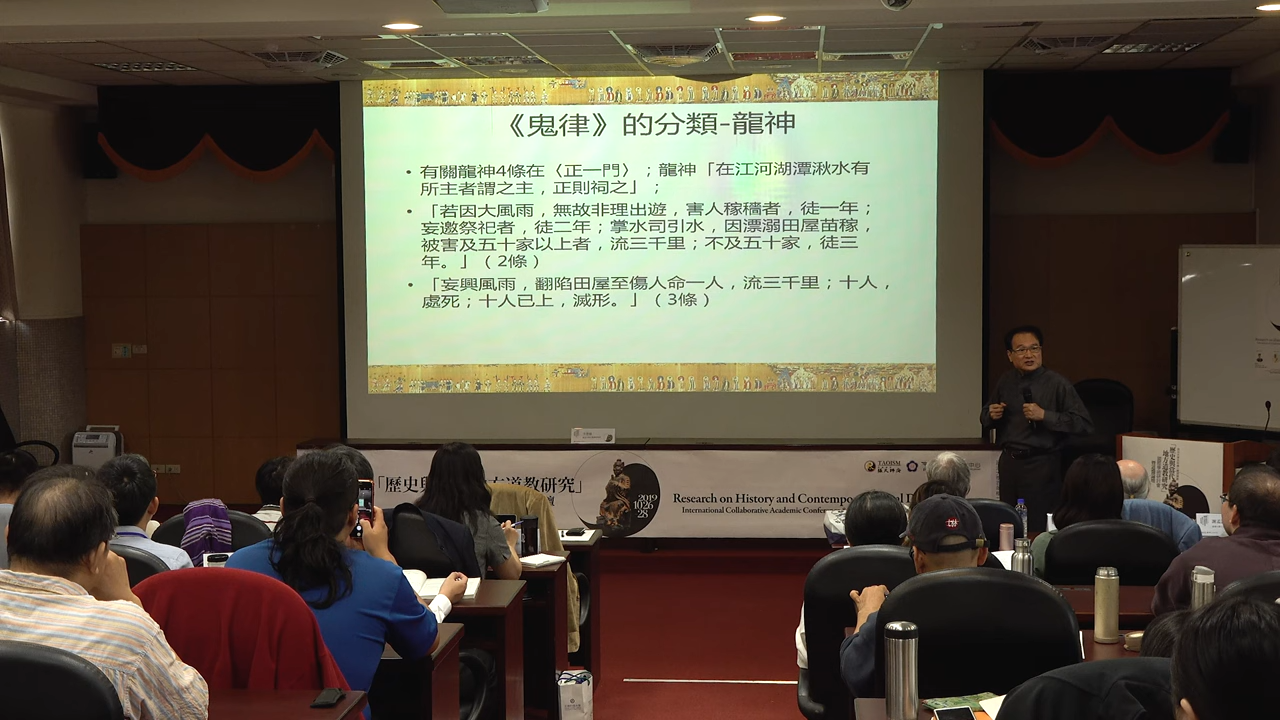 《鬼律》的分類-龍神
• 有關龍神4條在〈正一門〉；龍神「在江河湖潭湫水有
所主者謂之主，正則祠之」；
• 「若因大風雨，無故非理出遊，害人稼穡者，徒一年；
妄邀祭祀者，徒二年；掌水司引水，因漂溺田屋苗稼，
被害及五十家以上者，流三千里；不及五十家，徒三
年。」（2條）
• 「妄興風雨，翻陷田屋至傷人命一人，流三千里；十人，
處死；十人已上，滅形。」（3條）
「歷史與
方道教研究」
2019
1026
28
TAOISM
Research on History and Contempo
International Collaborative Academic Confer